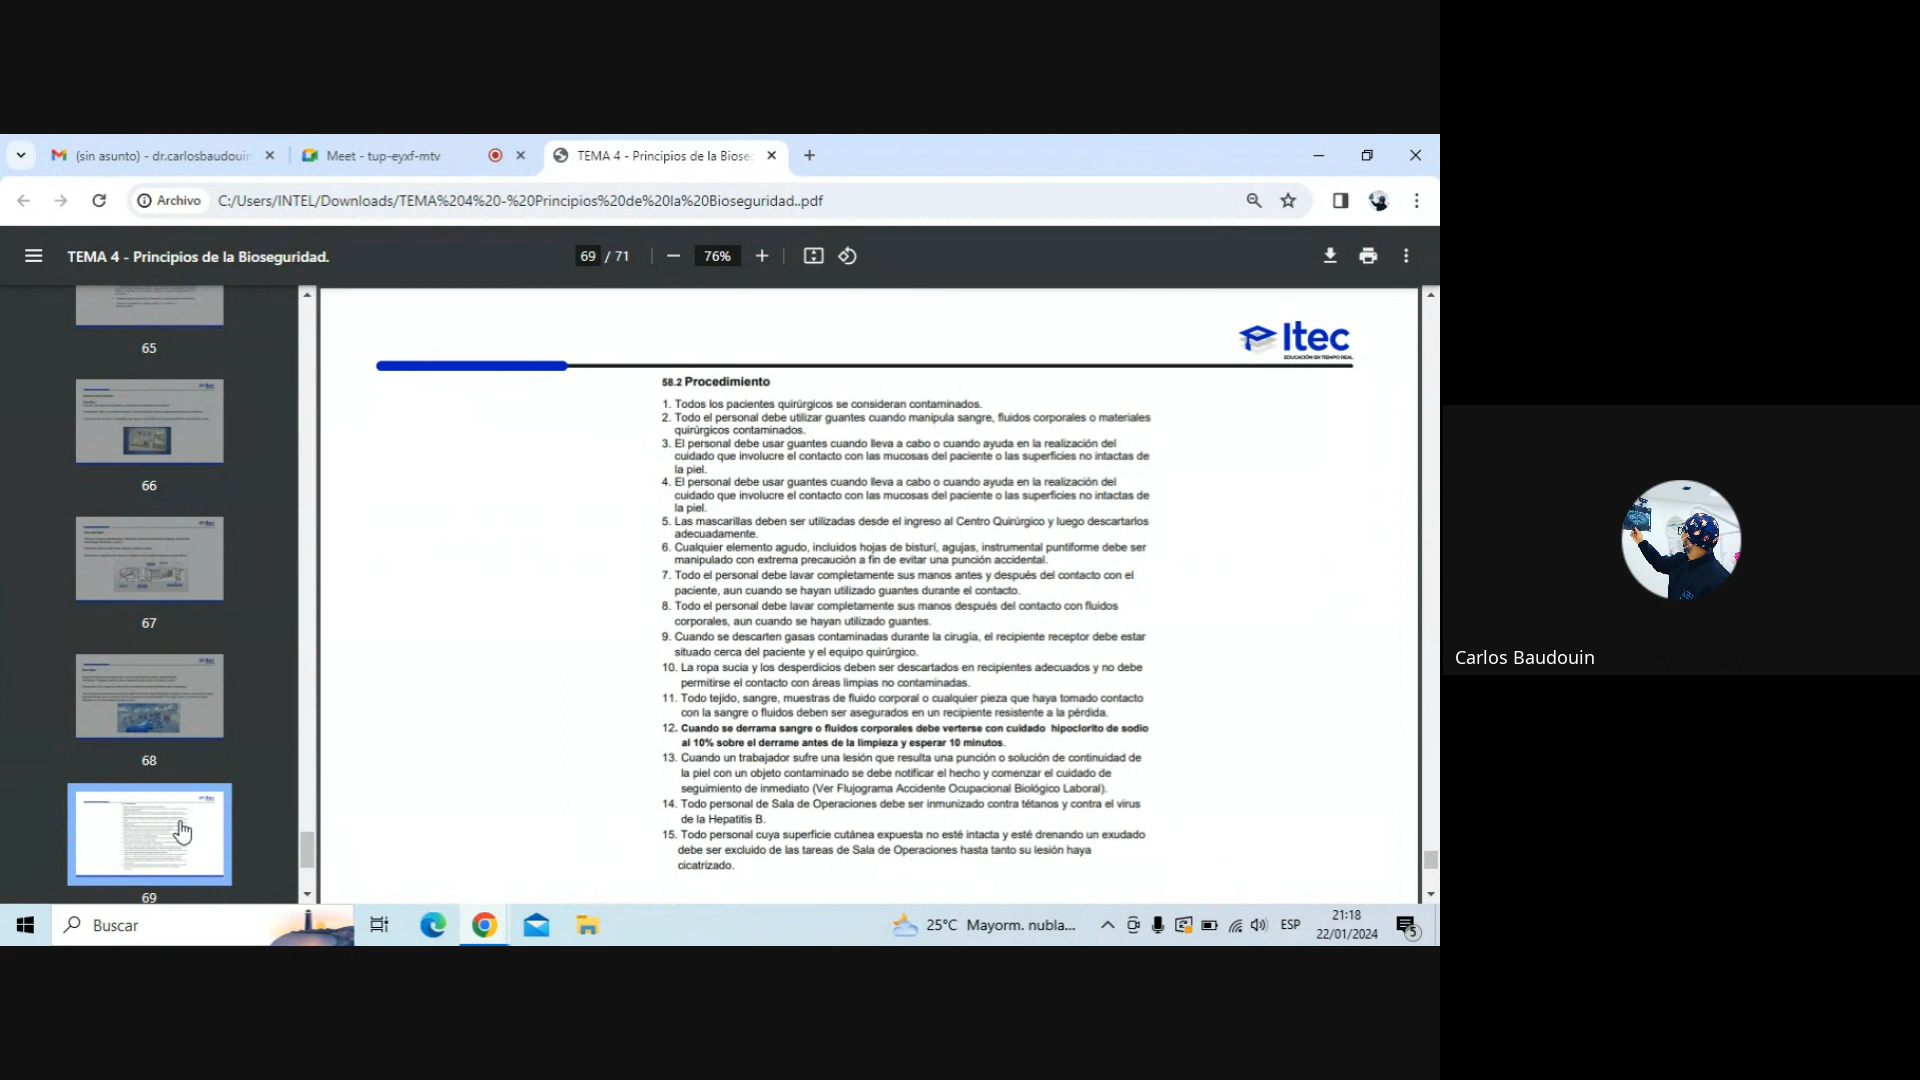 (sin asunto) - dr.carlosbaudouin
Meet - tup-eyxf-mtv
TEMA 4 - Principios de la Biose
Archivo
C:/Users/INTEL/Downloads/TEMA%204%20-%20Principios%20de%20la%20Bioseguridad..pdf
TEMA 4 - Principios de la Bioseguridad.
69 / 71
76%
65
66
67
68
69
Itec
EDUCACIÓN EN TIEMPO REAL
58.2 Procedimiento
1. Todos los pacientes quirúrgicos se consideran contaminados.
2. Todo el personal debe utilizar guantes cuando manipula sangre, fluidos corporales o materiales
quirúrgicos contaminados.
3. El personal debe usar guantes cuando lleva a cabo o cuando ayuda en la realización del
cuidado que involucre el contacto con las mucosas del paciente o las superficies no intactas de
la piel.
4. El personal debe usar guantes cuando lleva a cabo o cuando ayuda en la realización del
cuidado que involucre el contacto con las mucosas del paciente o las superficies no intactas de
la piel.
5. Las mascarillas deben ser utilizadas desde el ingreso al Centro Quirúrgico y luego descartarlos
adecuadamente.
6. Cualquier elemento agudo, incluidos hojas de bisturí, agujas, instrumental puntiforme debe ser
manipulado con extrema precaución a fin de evitar una punción accidental.
7. Todo el personal debe lavar completamente sus manos antes y después del contacto con el
paciente, aun cuando se hayan utilizado guantes durante el contacto.
8. Todo el personal debe lavar completamente sus manos después del contacto con fluidos
corporales, aun cuando se hayan utilizado guantes.
9. Cuando se descarten gasas contaminadas durante la cirugía, el recipiente receptor debe estar
situado cerca del paciente y el equipo quirúrgico.
10. La ropa sucia y los desperdicios deben ser descartados en recipientes adecuados y no debe
permitirse el contacto con áreas limpias no contaminadas.
11. Todo tejido, sangre, muestras de fluido corporal o cualquier pieza que haya tomado contacto
con la sangre o fluidos deben ser asegurados en un recipiente resistente a la pérdida.
12. Cuando se derrama sangre o fluidos corporales debe verterse con cuidado hipoclorito de sodio
al 10% sobre el derrame antes de la limpieza y esperar 10 minutos.
13. Cuando un trabajador sufre una lesión que resulta una punción o solución de continuidad de
la piel con un objeto contaminado se debe notificar el hecho y comenzar el cuidado de
seguimiento de inmediato (Ver Flujograma Accidente Ocupacional Biológico Laboral).
14. Todo personal de Sala de Operaciones debe ser inmunizado contra tétanos y contra el virus
de la Hepatitis B.
15. Todo personal cuya superficie cutánea expuesta no esté intacta y esté drenando un exudado
debe ser excluido de las tareas de Sala de Operaciones hasta tanto su lesión haya
cicatrizado.
Carlos Baudouin
Buscar
25°C Mayorm. nubla...
ESP
21:18
22/01/2024
5